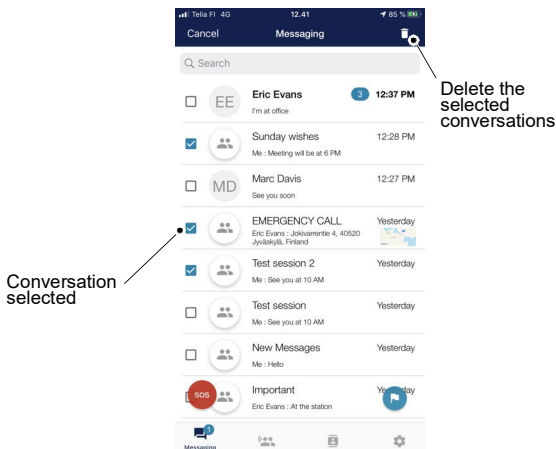 Telia FI 4G 12.41 85 %
Cancel Messaging
Search
EE Eric Evans 3 12:37 PM
I'm at office
Sunday wishes 12:28 PM
Me : Meeting will be at 6 PM
MD Marc Davis 12:27 PM
See you soon
EMERGENCY CALL Yesterday
Eric Evans : Jokivarrentie 4, 40520
Jyväskylä, Finland
Test session 2 Yesterday
Me : See you at 10 AM
Test session Yesterday
Me : See you at 10 AM
New Messages Yesterday
Me : Hello
SOS Important
Eric Evans : At the station
1
Messaging
Delete the
selected
conversations
Conversation
selected